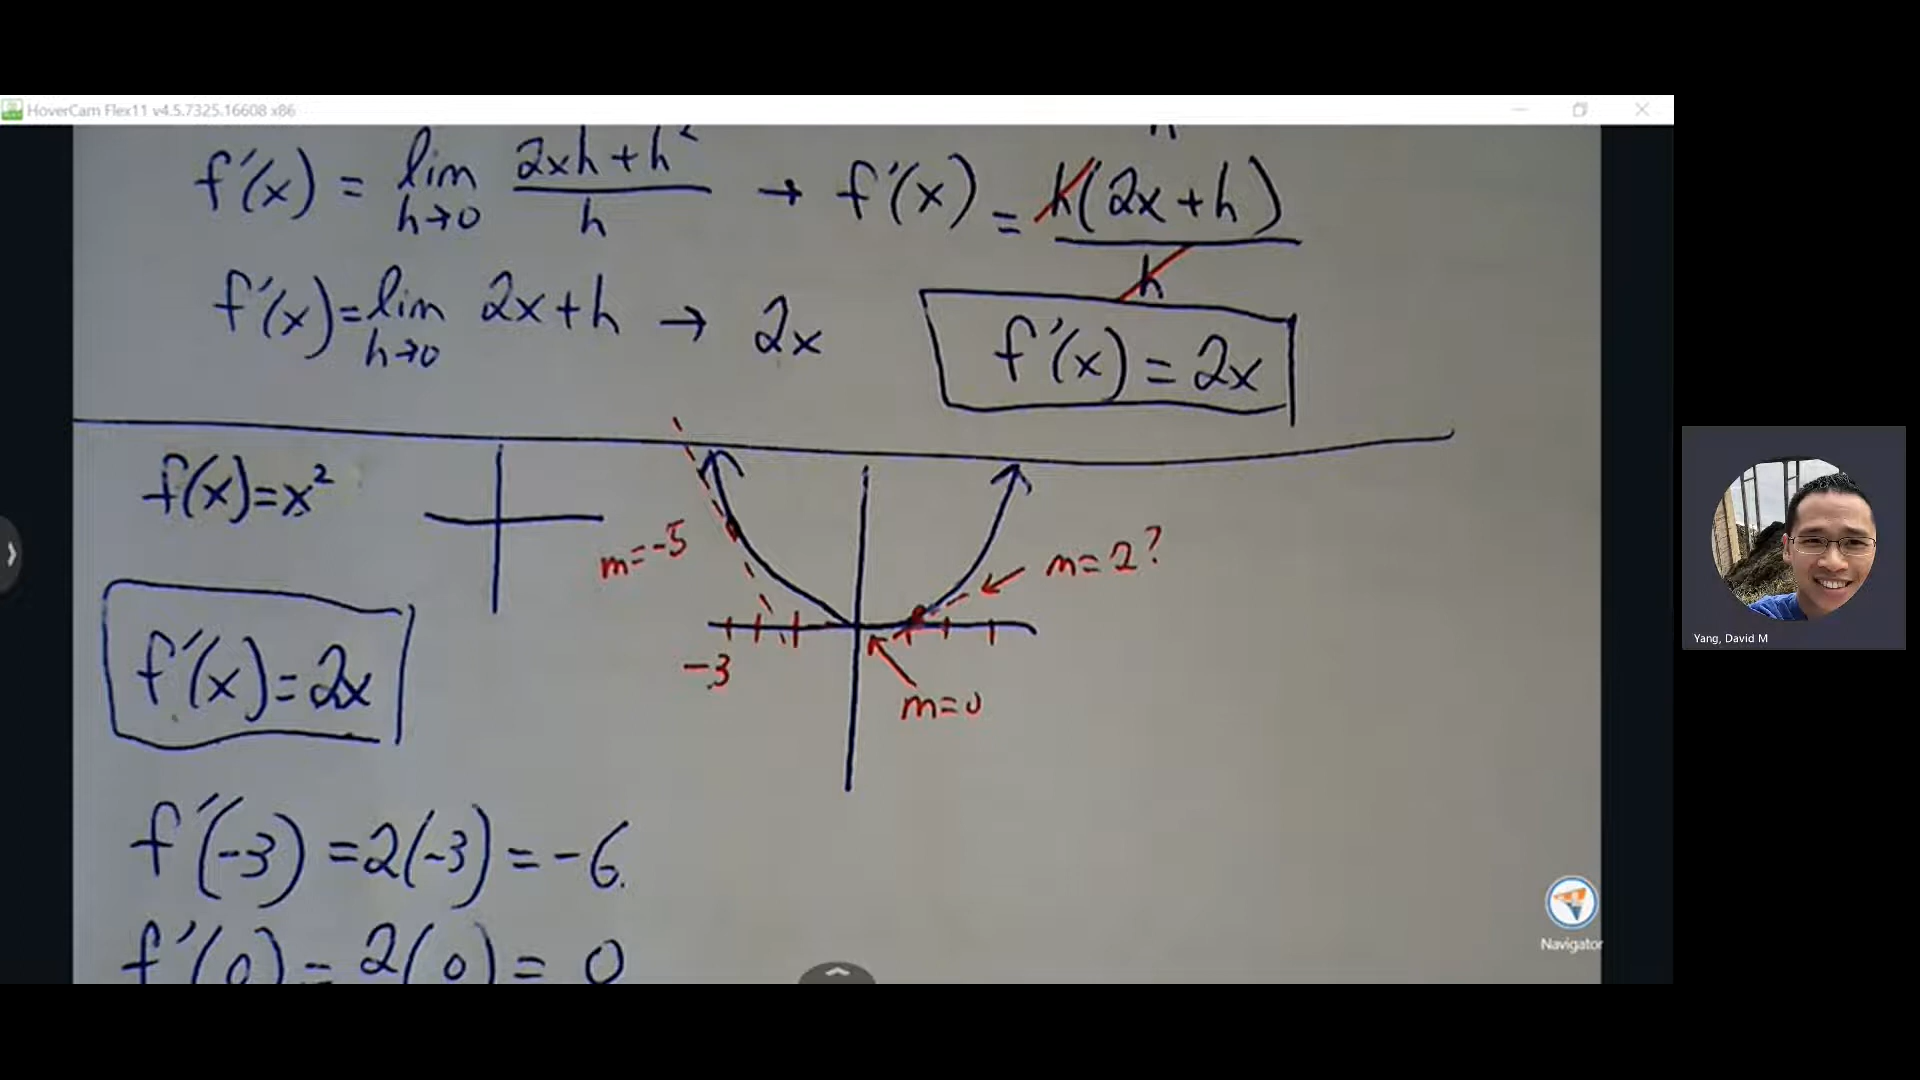 HoverCam Flex11 v4.5.7325.16608 x86
f'(x) = lim h→0 2xh+h² / h → f'(x) = h(2x+h) / h
f'(x) = lim h→0 2x+h → 2x
f'(x) = 2x
f(x)=x²
m=-5
m=2?
-3
m=0
f'(x)=2x
f'(-3) = 2(-3) = -6.
f'(0) = 2(0) = 0
Yang, David M
Navigator